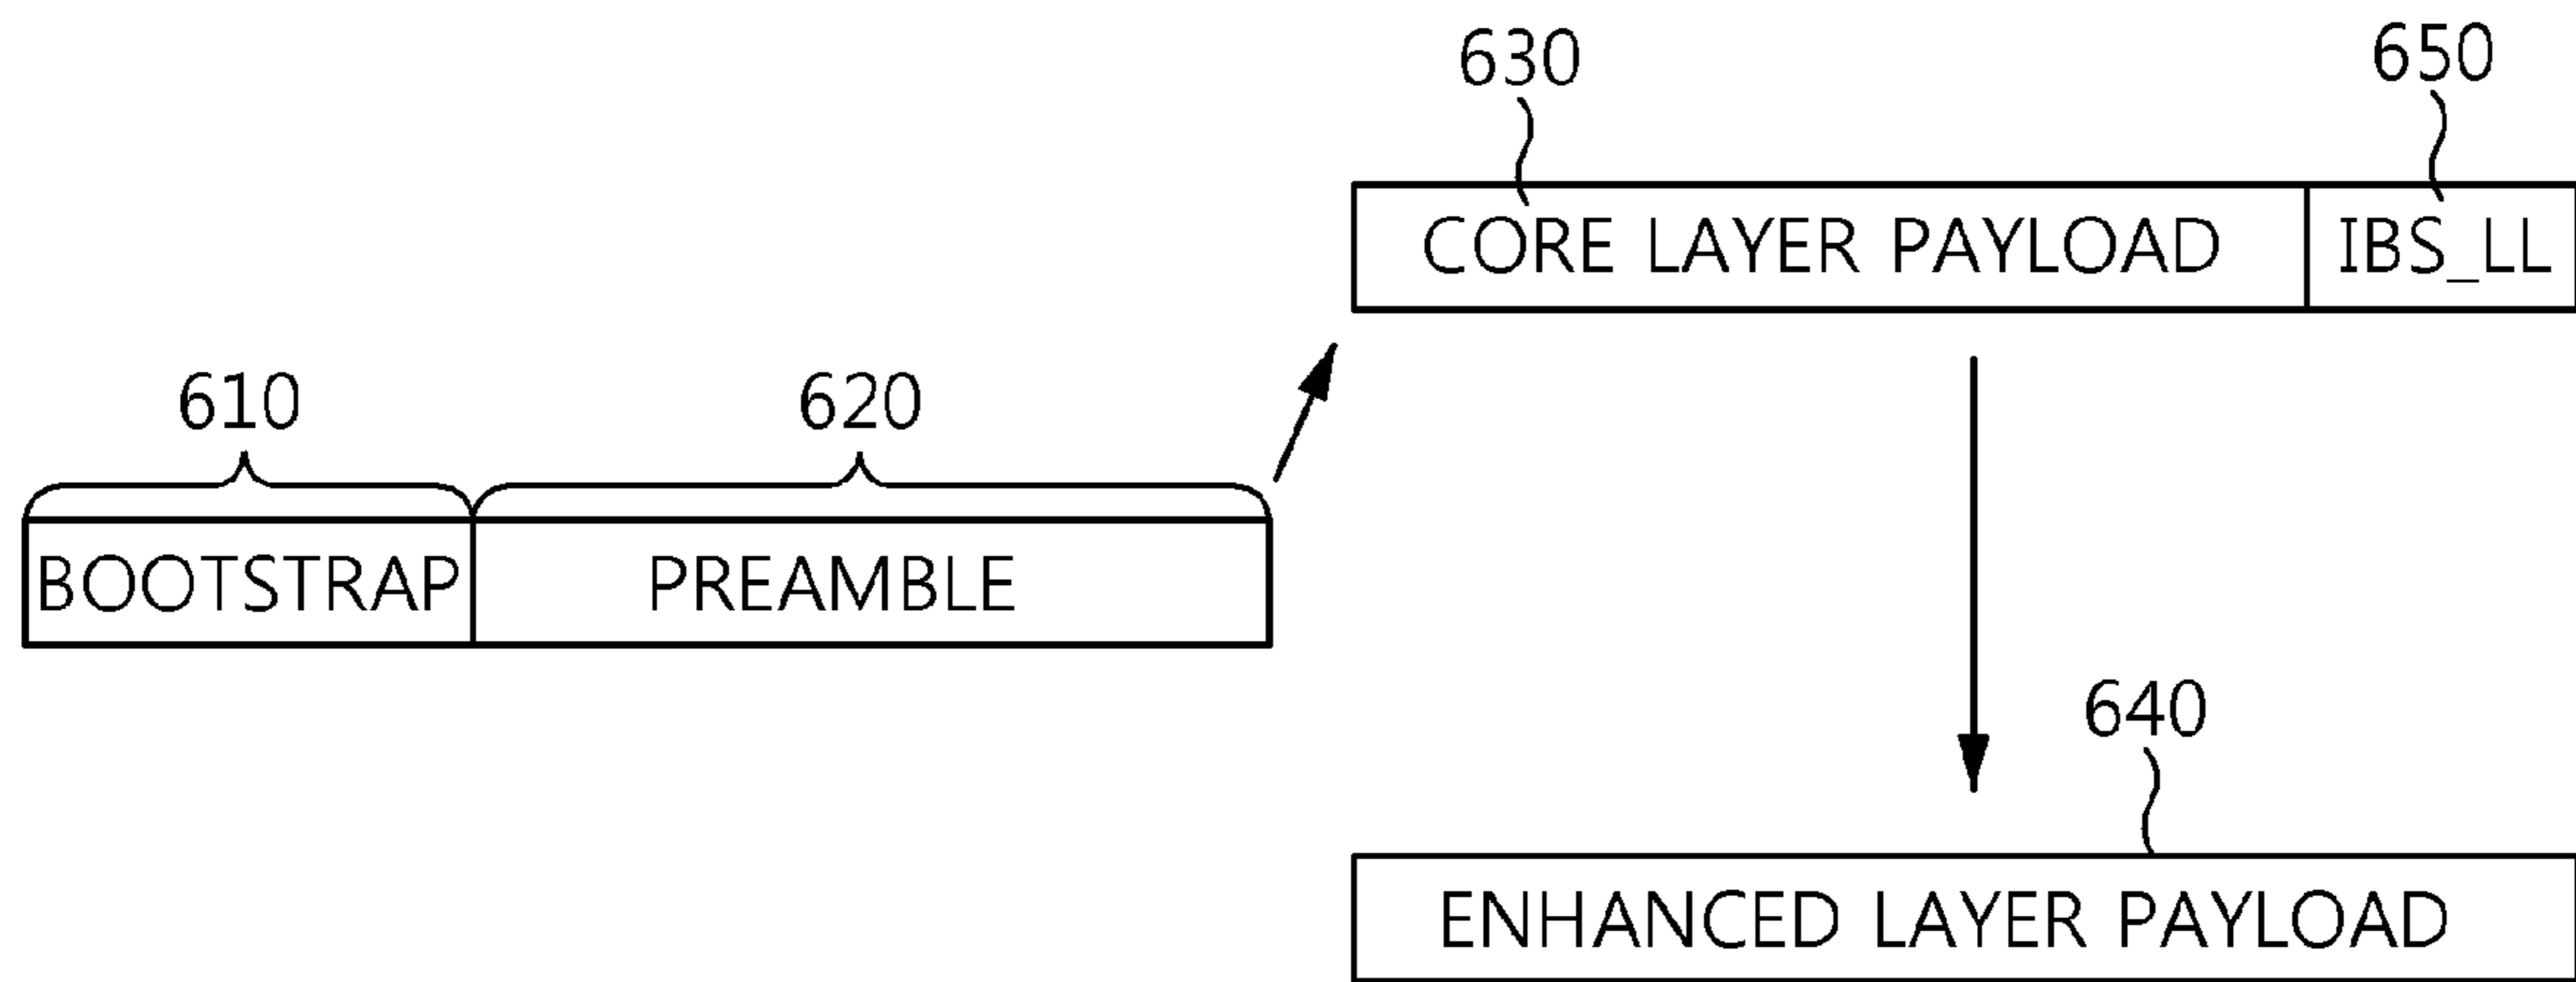 630
650
CORE LAYER PAYLOAD
IBS_LL
610
620
BOOTSTRAP
PREAMBLE
640
ENHANCED LAYER PAYLOAD